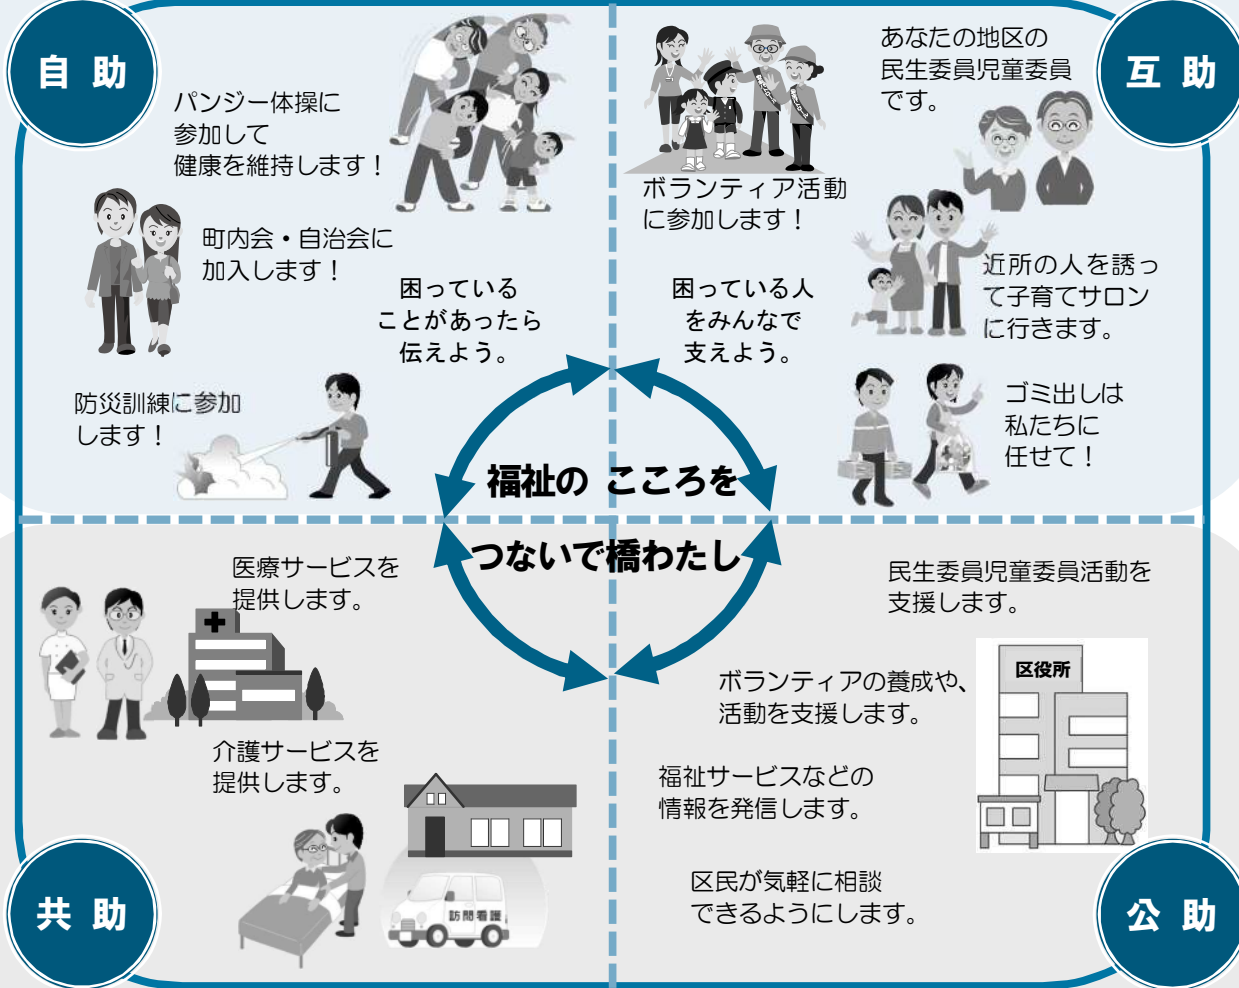 自助
パンジー体操に
参加して
健康を維持します！
町内会・自治会に
加入します！
困っている
ことがあったら
伝えよう。
防災訓練に参加
します！
互助
あなたの地区の
民生委員児童委員
です。
ボランティア活動
に参加します！
困っている人
をみんなで
支えよう。
近所の人を誘っ
て子育てサロン
に行きます。
ゴミ出しは
私たちに
任せて！
福祉の こころを
つないで橋わたし
医療サービスを
提供します。
介護サービスを
提供します。
訪問看護
共助
民生委員児童委員活動を
支援します。
区役所
ボランティアの養成や、
活動を支援します。
福祉サービスなどの
情報を発信します。
区民が気軽に相談
できるようにします。
公助